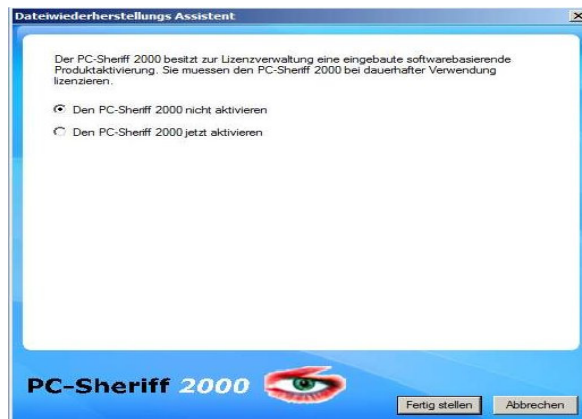 Dateiwiederherstellungs Assistent
Der PC-Sheriff 2000 besitzt zur Lizenzverwaltung eine eingebaute softwarebasierende
Produktaktivierung. Sie muessen den PC-Sheriff 2000 bei dauerhafter Verwendung
lizenzieren.
Den PC-Sheriff 2000 nicht aktivieren
Den PC-Sheriff 2000 jetzt aktivieren
PC-Sheriff 2000
Fertig stellen
Abbrechen